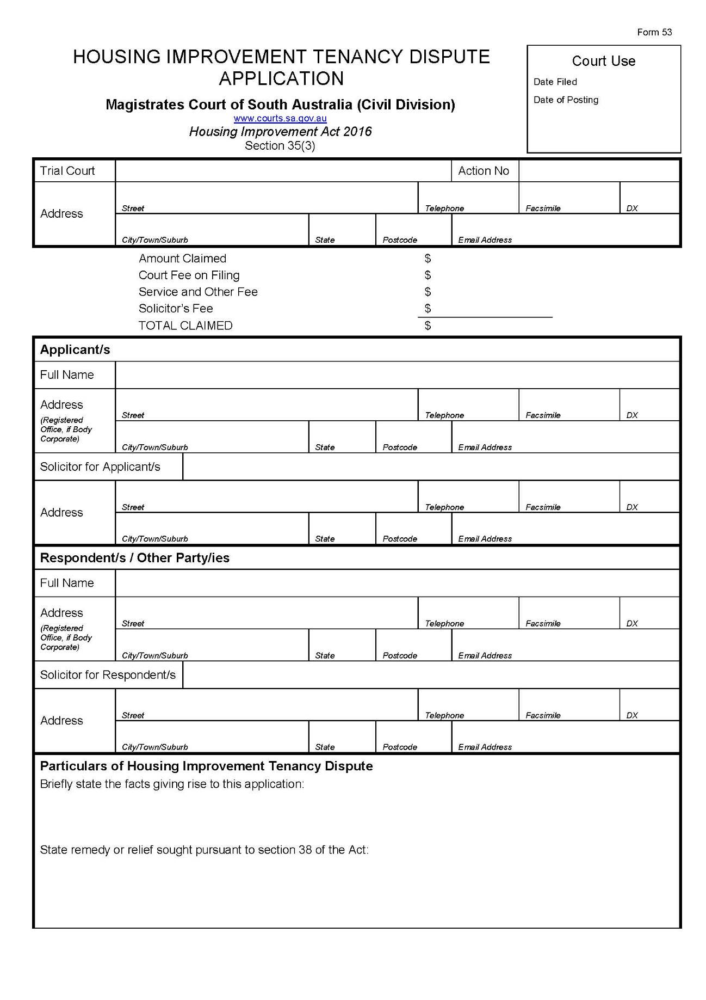 Form 53
HOUSING IMPROVEMENT TENANCY DISPUTE
APPLICATION
Magistrates Court of South Australia (Civil Division)
www.courts.sa.gov.au
Housing Improvement Act 2016
Section 35(3)
Court Use
Date Filed
Date of Posting
Trial Court
Action No
Address
Street
Telephone
Facsimile
DX
City/Town/Suburb
State
Postcode
Email Address
Amount Claimed $
Court Fee on Filing $
Service and Other Fee $
Solicitor's Fee $
TOTAL CLAIMED $
Applicant/s
Full Name
Address
(Registered
Office, if Body
Corporate)
Street
Telephone
Facsimile
DX
City/Town/Suburb
State
Postcode
Email Address
Solicitor for Applicant/s
Address
Street
Telephone
Facsimile
DX
City/Town/Suburb
State
Postcode
Email Address
Respondent/s / Other Party/ies
Full Name
Address
(Registered
Office, if Body
Corporate)
Street
Telephone
Facsimile
DX
City/Town/Suburb
State
Postcode
Email Address
Solicitor for Respondent/s
Address
Street
Telephone
Facsimile
DX
City/Town/Suburb
State
Postcode
Email Address
Particulars of Housing Improvement Tenancy Dispute
Briefly state the facts giving rise to this application:
State remedy or relief sought pursuant to section 38 of the Act: